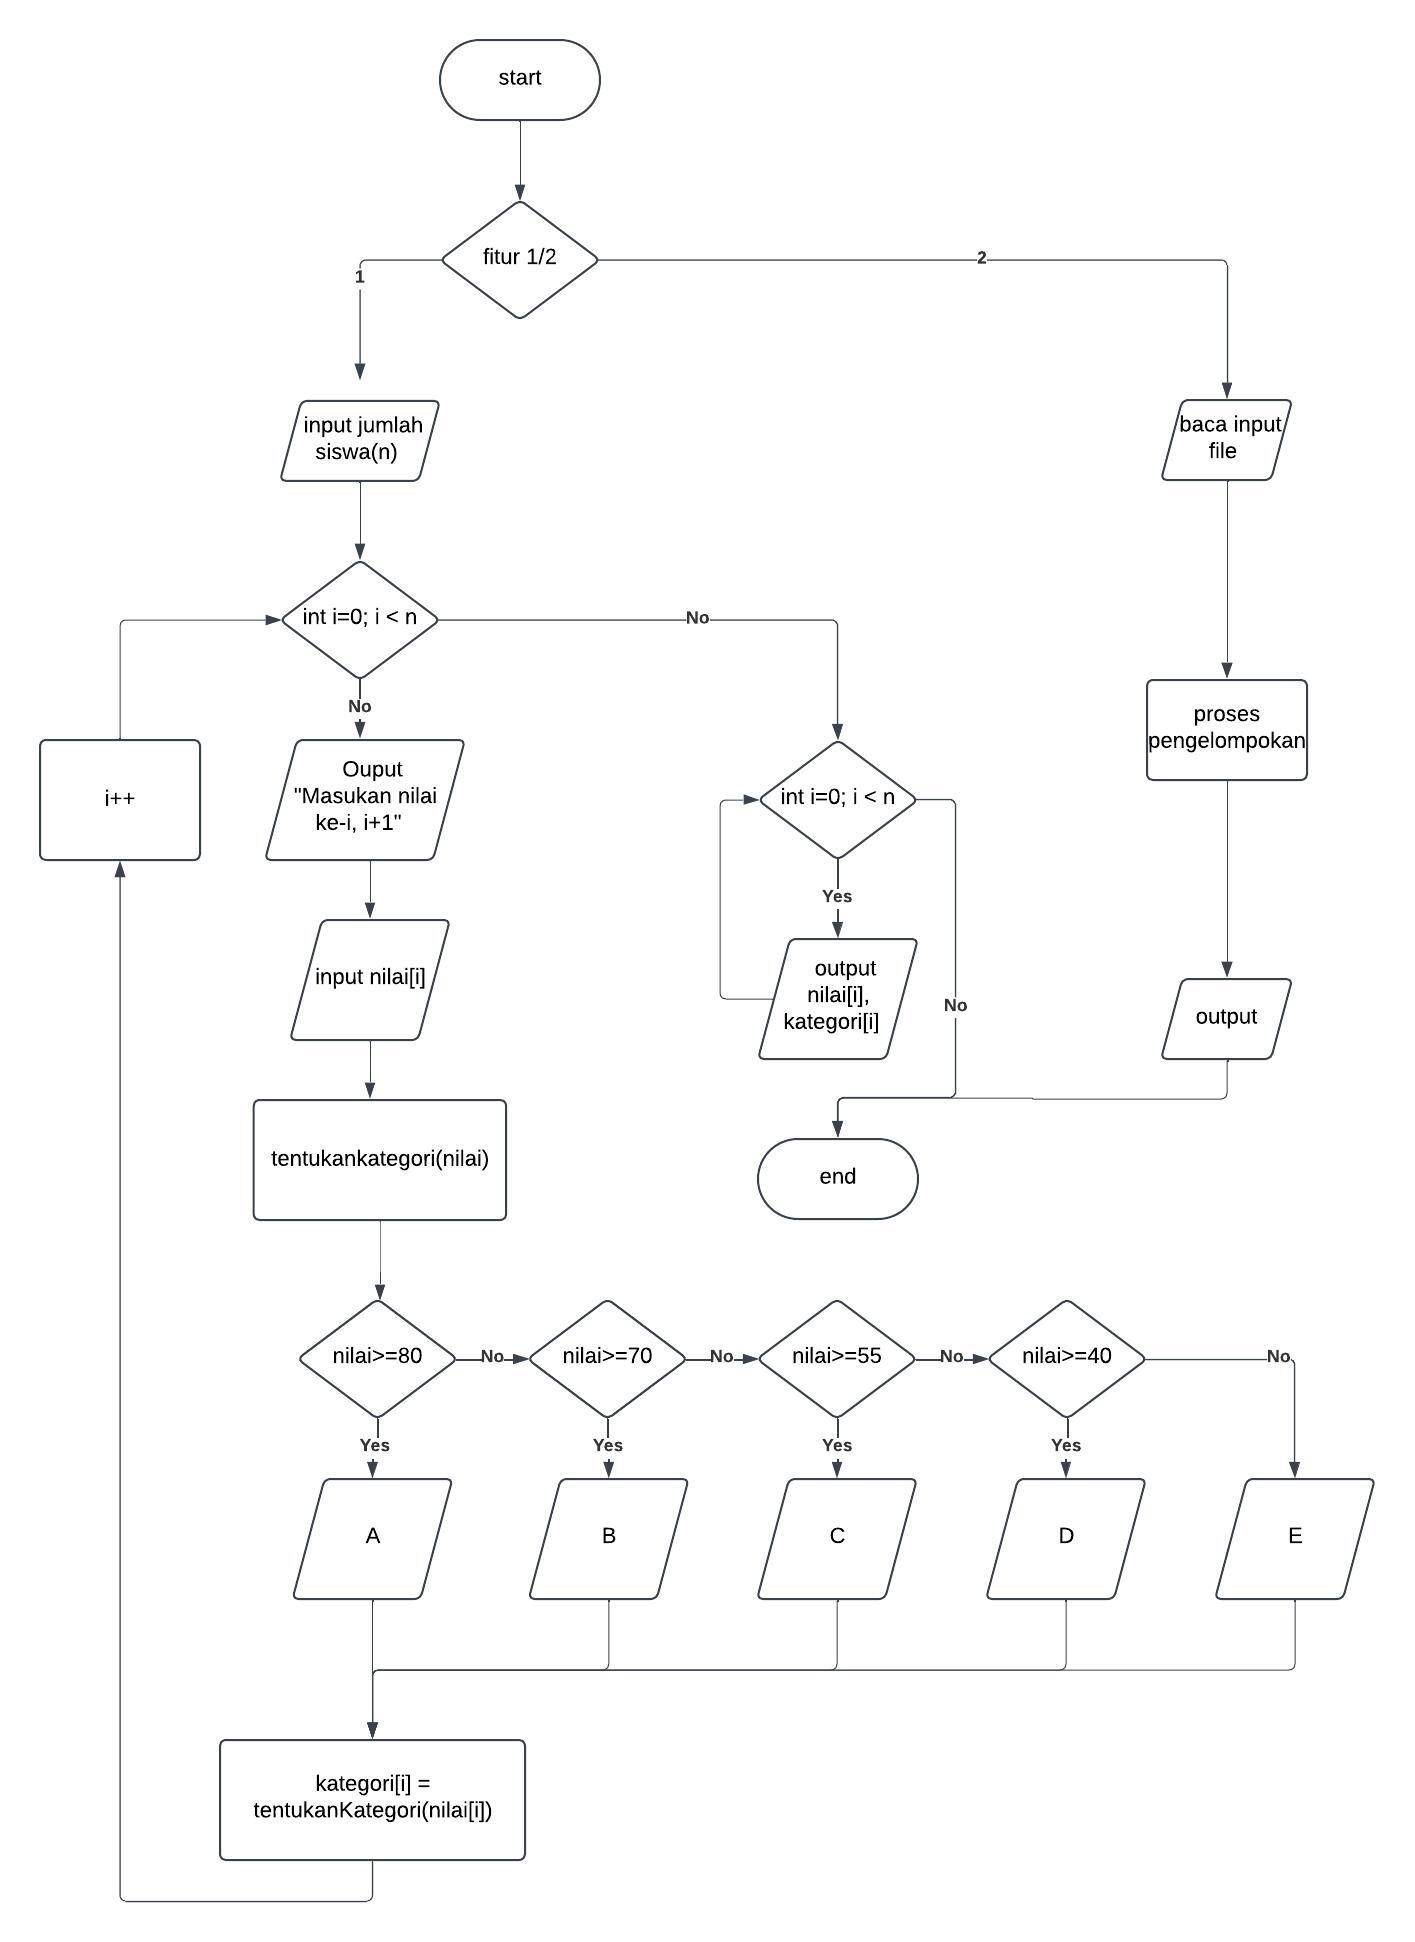 start
fitur 1/2
1
2
input jumlah
siswa(n)
baca input
file
int i=0; i < n
No
No
i++
Ouput
"Masukan nilai
ke-i, i+1"
proses
pengelompokan
int i=0; i < n
Yes
input nilai[i]
output
nilai[i],
kategori[i]
No
output
tentukankategori(nilai)
end
nilai>=80
No
nilai>=70
No
nilai>=55
No
nilai>=40
No
Yes
Yes
Yes
Yes
A
B
C
D
E
kategori[i] =
tentukanKategori(nilai[i])